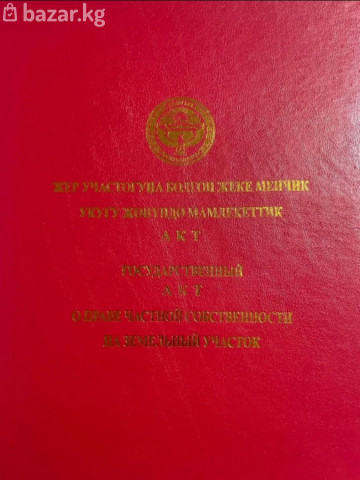 bazar.kg
ЖЕР УЧАСТОГУНА БОЛГОН ЖЕКЕ МЕНЧИК
УКУГУ ЖӨНҮНДӨ МАМЛЕКЕТТИК
А К Т
ГОСУДАРСТВЕННЫЙ
А К Т
О ПРАВЕ ЧАСТНОЙ СОБСТВЕННОСТИ
НА ЗЕМЕЛЬНЫЙ УЧАСТОК